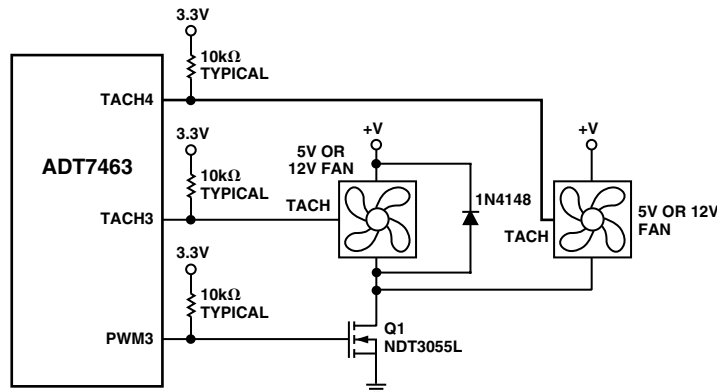 3.3V
10kΩ
TYPICAL
TACH4
3.3V
10kΩ
TYPICAL
ADT7463
TACH3
3.3V
10kΩ
TYPICAL
PWM3
+V
5V OR
12V FAN
TACH
1N4148
+V
5V OR 12V
FAN
TACH
Q1
NDT3055L